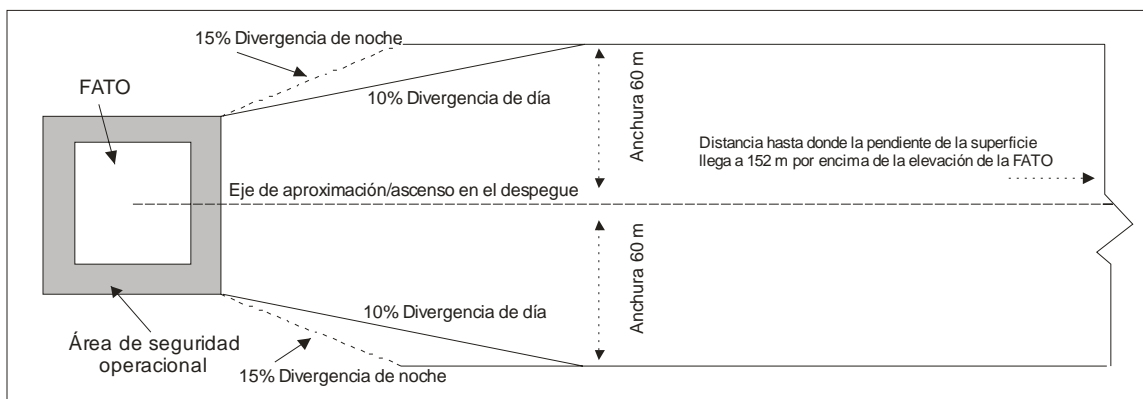 15% Divergencia de noche
FATO
10% Divergencia de día
Anchura 60 m
Distancia hasta donde la pendiente de la superficie
llega a 152 m por encima de la elevación de la FATO
Eje de aproximación/ascenso en el despegue
Anchura 60 m
10% Divergencia de día
Área de seguridad
operacional
15% Divergencia de noche